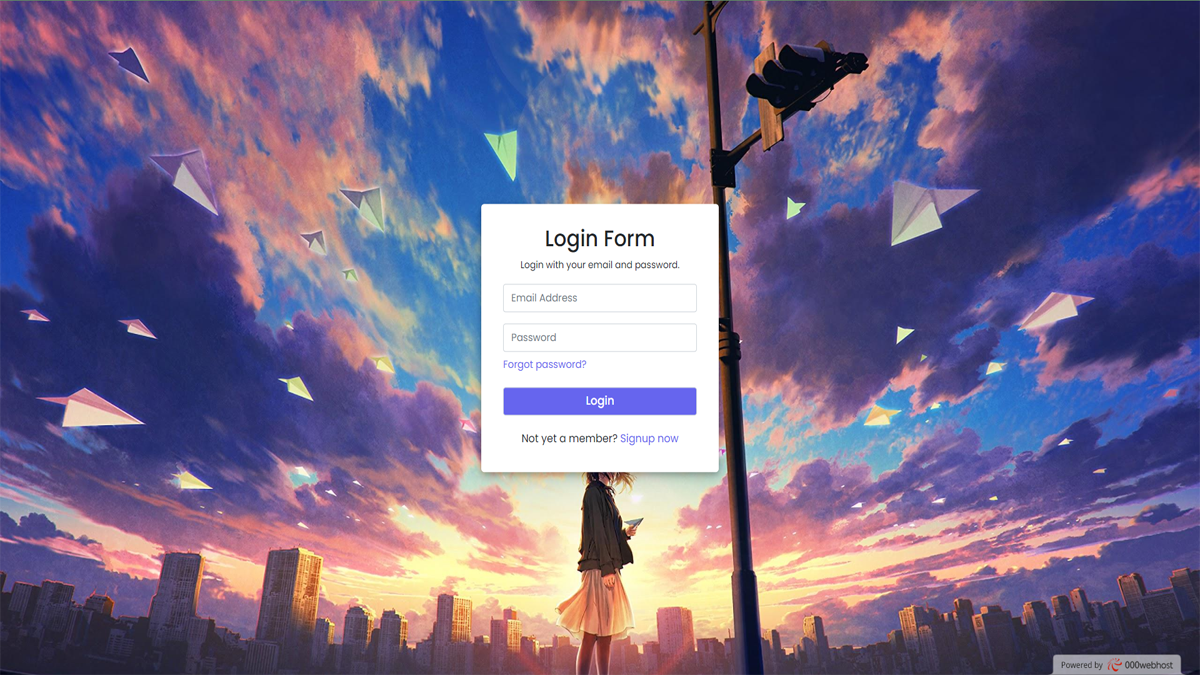 Login Form
Login with your email and password.
Email Address
Password
Forgot password?
Login
Not yet a member? Signup now
Powered by 000webhost